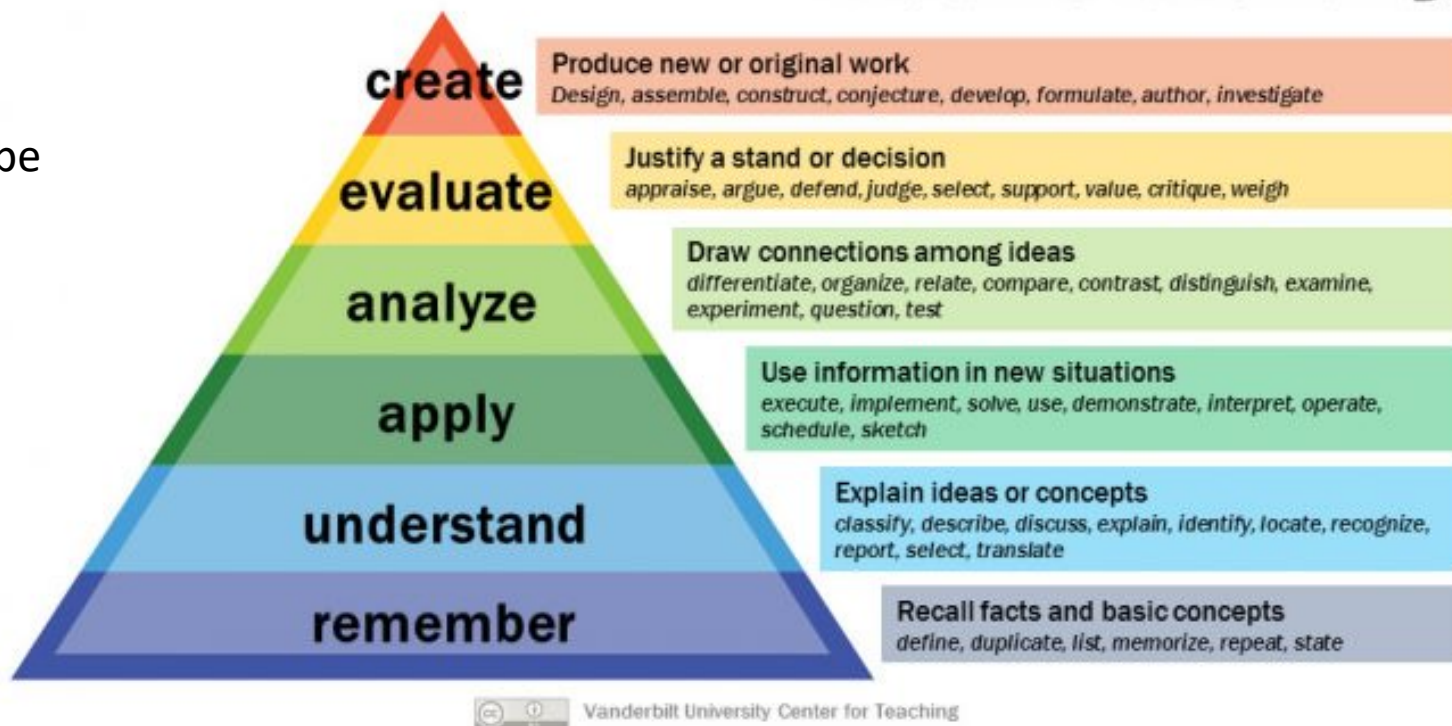 create
Produce new or original work
Design, assemble, construct, conjecture, develop, formulate, author, investigate
be
evaluate
Justify a stand or decision
appraise, argue, defend, judge, select, support, value, critique, weigh
analyze
Draw connections among ideas
differentiate, organize, relate, compare, contrast, distinguish, examine,
experiment, question, test
apply
Use information in new situations
execute, implement, solve, use, demonstrate, interpret, operate,
schedule, sketch
understand
Explain ideas or concepts
classify, describe, discuss, explain, identify, locate, recognize,
report, select, translate
remember
Recall facts and basic concepts
define, duplicate, list, memorize, repeat, state
cc
Vanderbilt University Center for Teaching